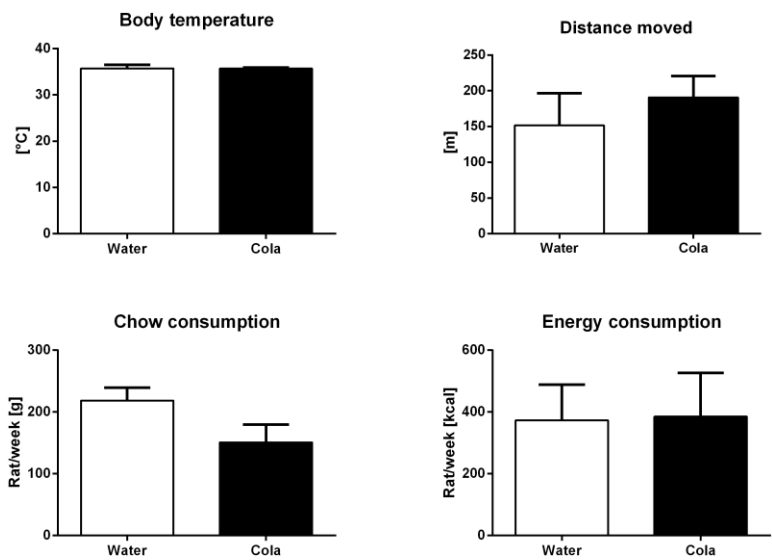 Body temperature
40
30
20
10
0
[°C]
Water Cola
Distance moved
250
200
150
100
50
0
[m]
Water Cola
Chow consumption
300
200
100
0
Rat/week [g]
Water Cola
Energy consumption
600
400
200
0
Rat/week [kcal]
Water Cola